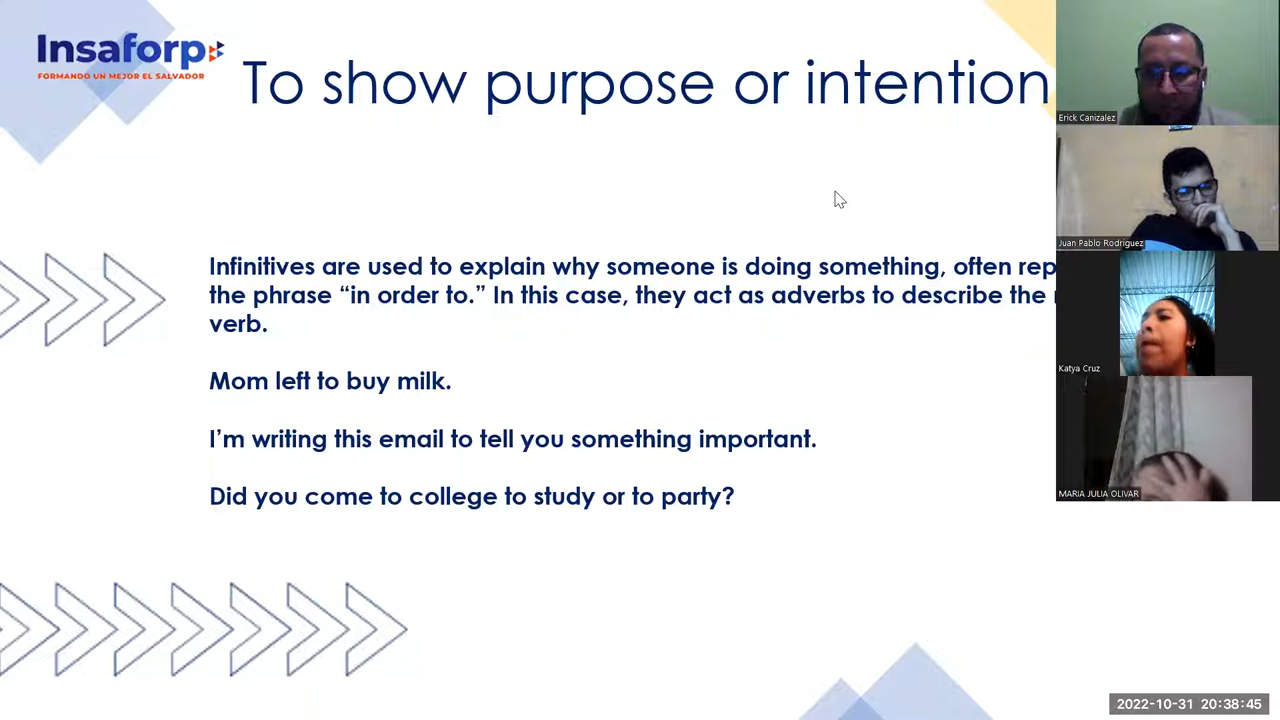 Insaforp
FORMANDO UN MEJOR EL SALVADOR
To show purpose or intention
Erick Canizalez
Juan Pablo Rodriguez
Infinitives are used to explain why someone is doing something, often rep
the phrase “in order to.” In this case, they act as adverbs to describe the
verb.
Katya Cruz
Mom left to buy milk.
I’m writing this email to tell you something important.
Did you come to college to study or to party?
MARIA JULIA OLIVAR
2022-10-31 20:38:45